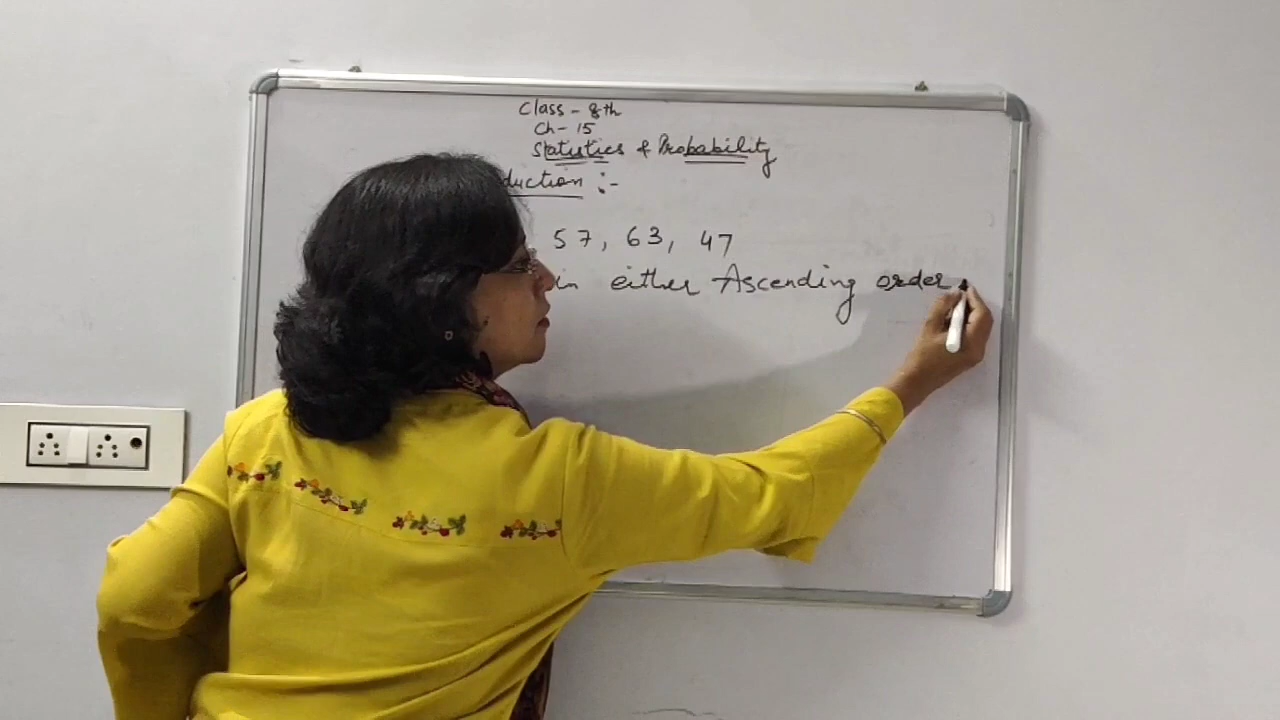 Class - 8th
Ch - 15
Statistics & Probability
duction :-
57, 63, 47
in either Ascending order